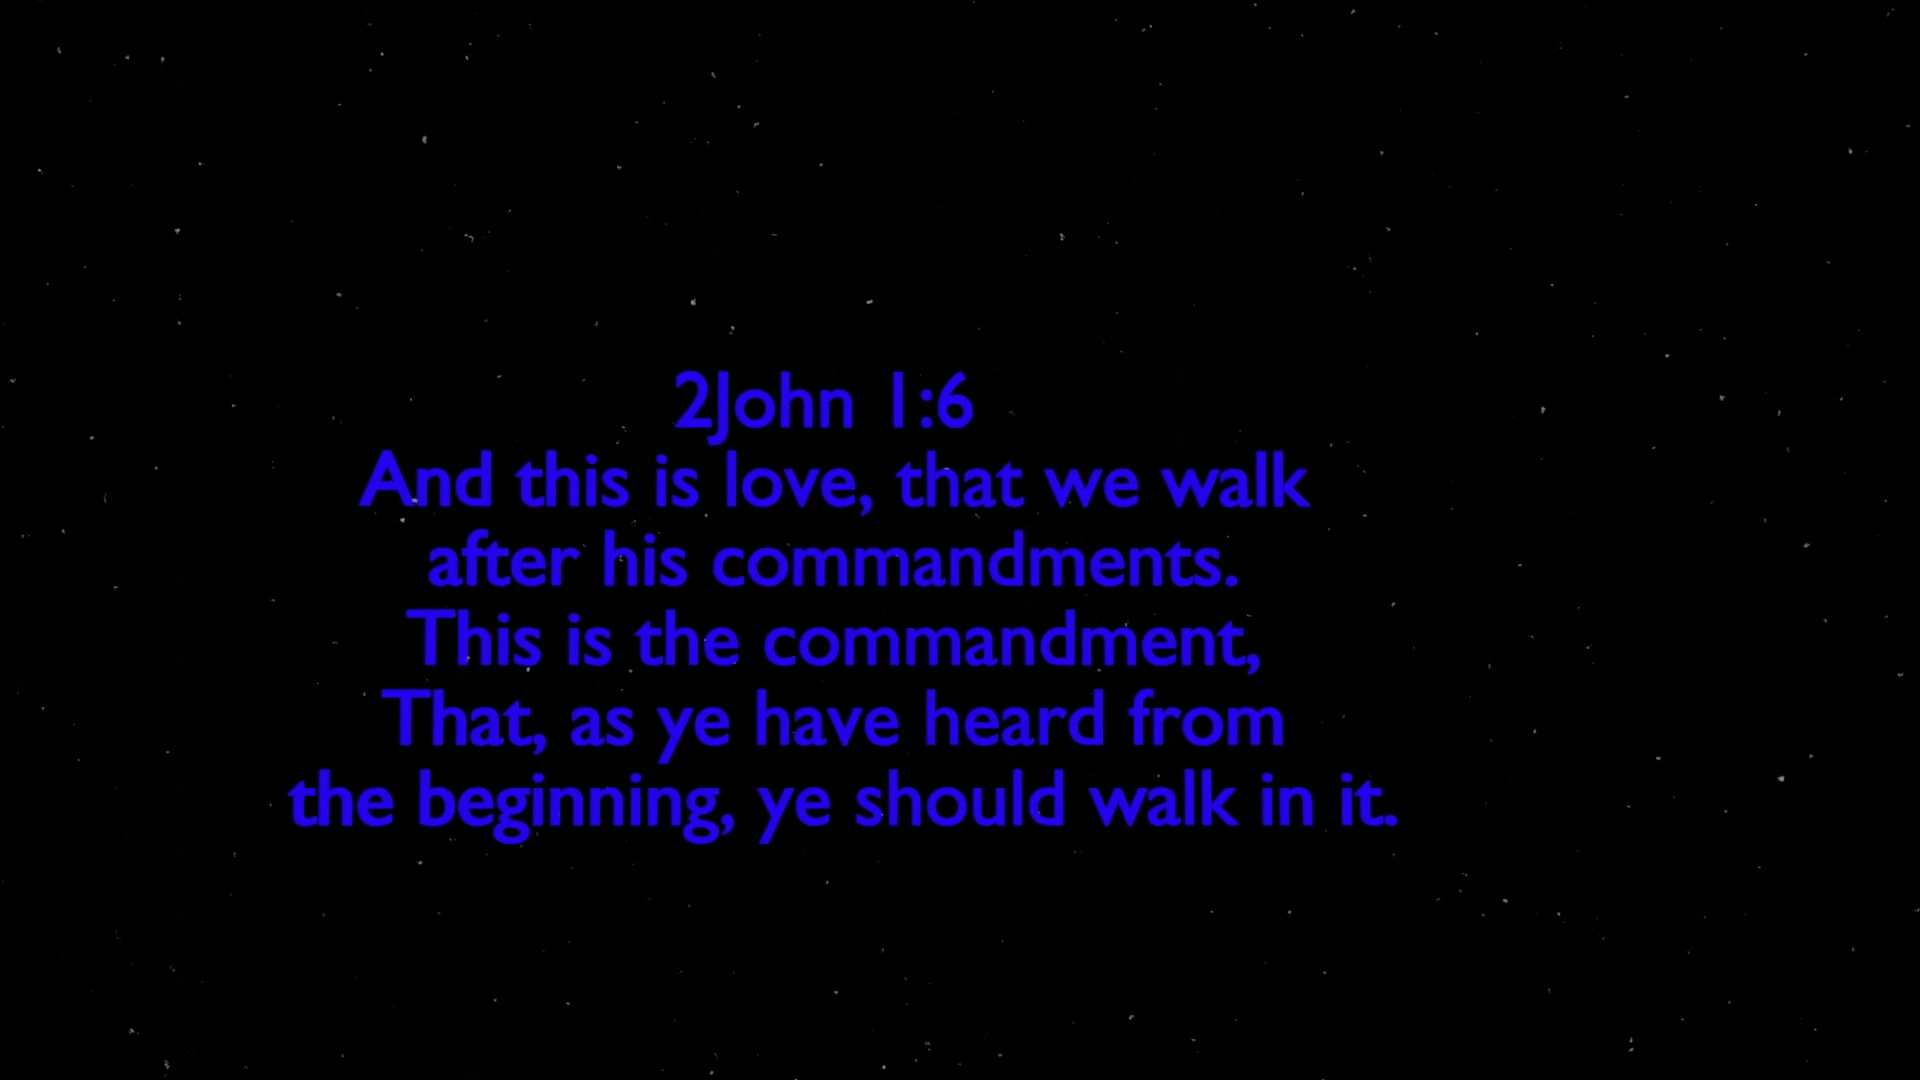 2John 1:6
And this is love, that we walk
after his commandments.
This is the commandment,
That, as ye have heard from
the beginning, ye should walk in it.